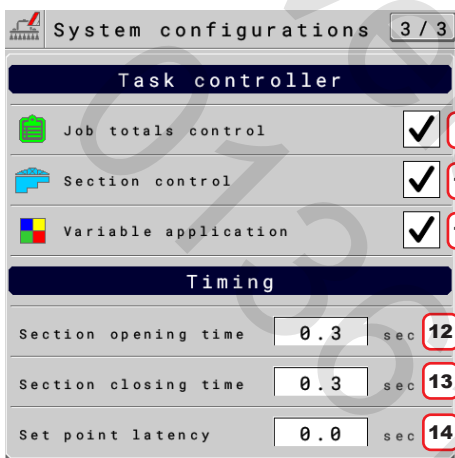 System configurations 3/3
Task controller
Job totals control
Section control
Variable application
Timing
Section opening time 0.3 sec 12
Section closing time 0.3 sec 13
Set point latency 0.0 sec 14